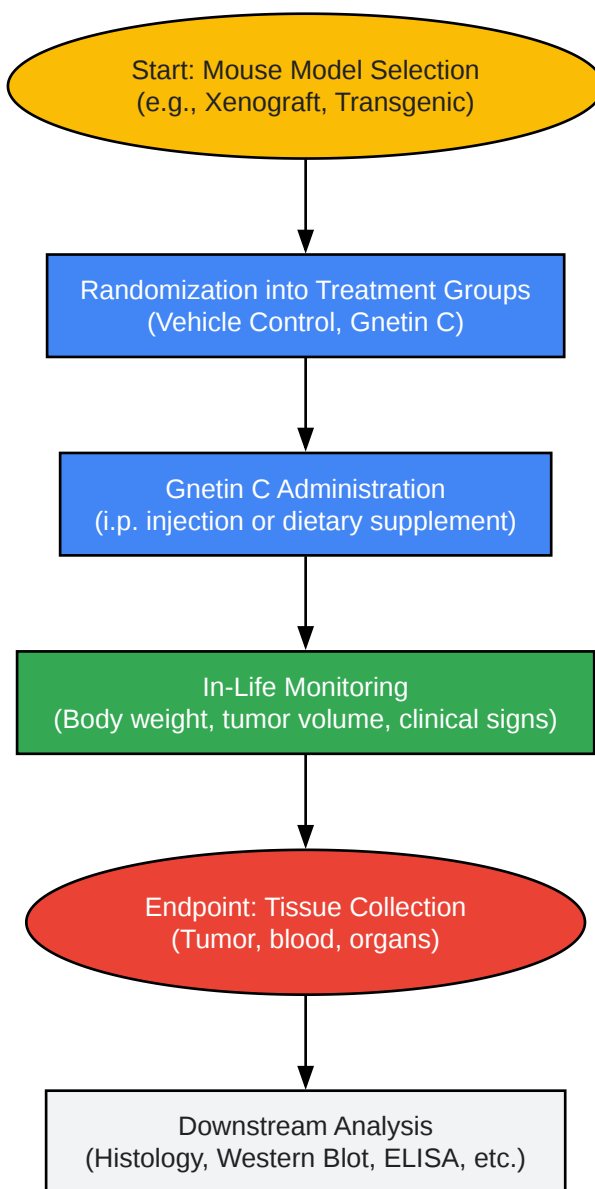 Start: Mouse Model Selection
(e.g., Xenograft, Transgenic)
Randomization into Treatment Groups
(Vehicle Control, Gnetin C)
Gnetin C Administration
(i.p. injection or dietary supplement)
In-Life Monitoring
(Body weight, tumor volume, clinical signs)
Endpoint: Tissue Collection
(Tumor, blood, organs)
Downstream Analysis
(Histology, Western Blot, ELISA, etc.)